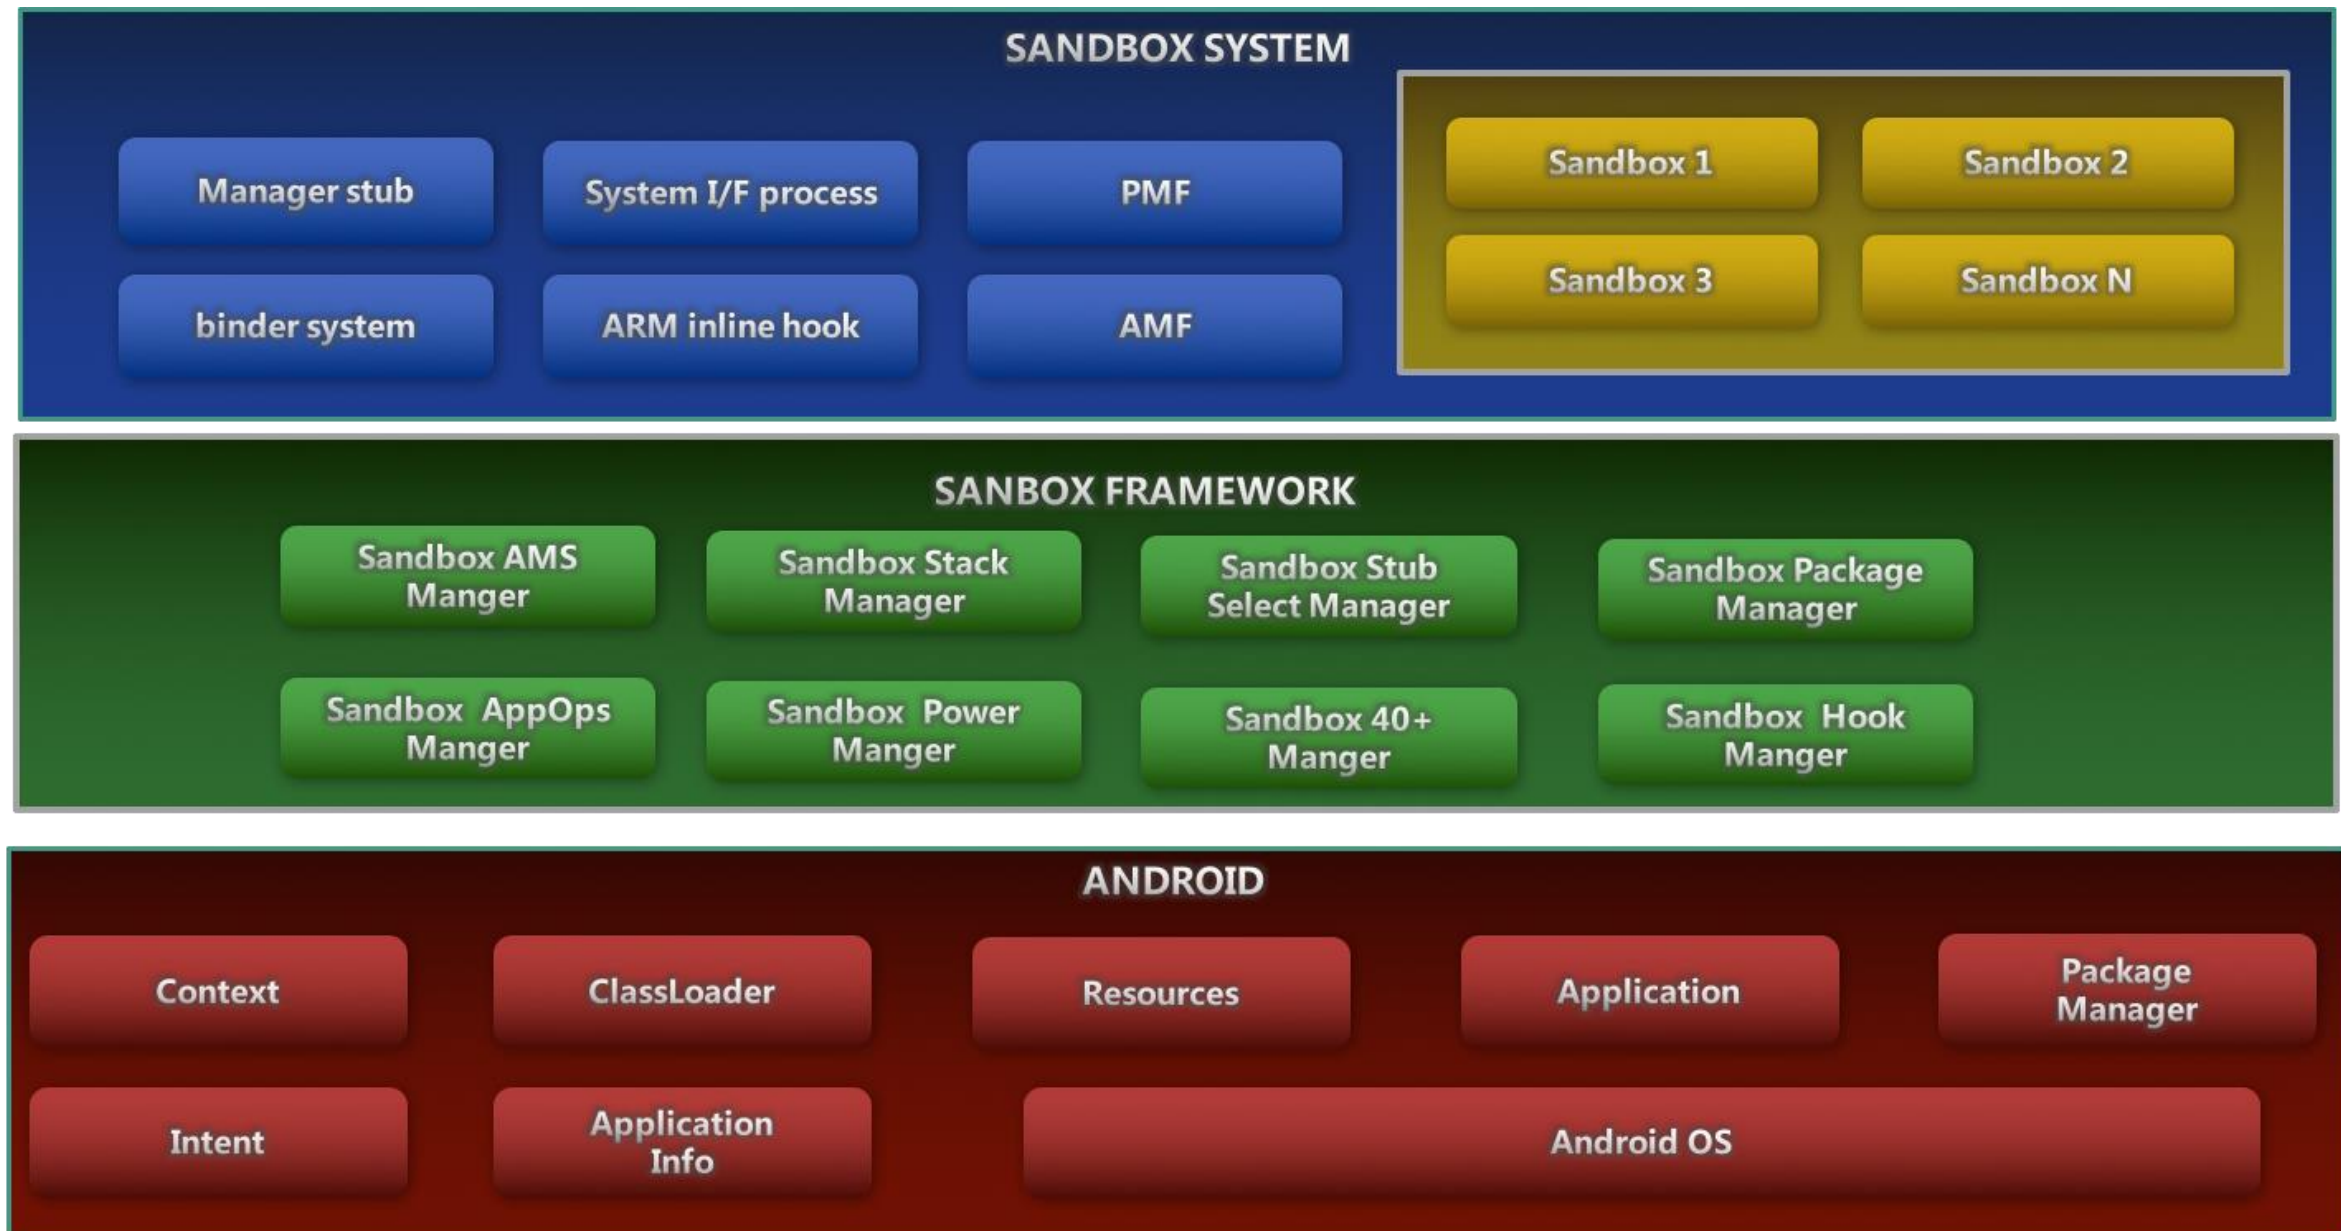 SANDBOX SYSTEM
Manager stub
System I/F process
PMF
Sandbox 1
Sandbox 2
binder system
ARM inline hook
AMF
Sandbox 3
Sandbox N
SANBOX FRAMEWORK
Sandbox AMS
Manger
Sandbox Stack
Manager
Sandbox Stub
Select Manager
Sandbox Package
Manager
Sandbox AppOps
Manger
Sandbox Power
Manger
Sandbox 40+
Manger
Sandbox Hook
Manger
ANDROID
Context
ClassLoader
Resources
Application
Package
Manager
Intent
Application
Info
Android OS